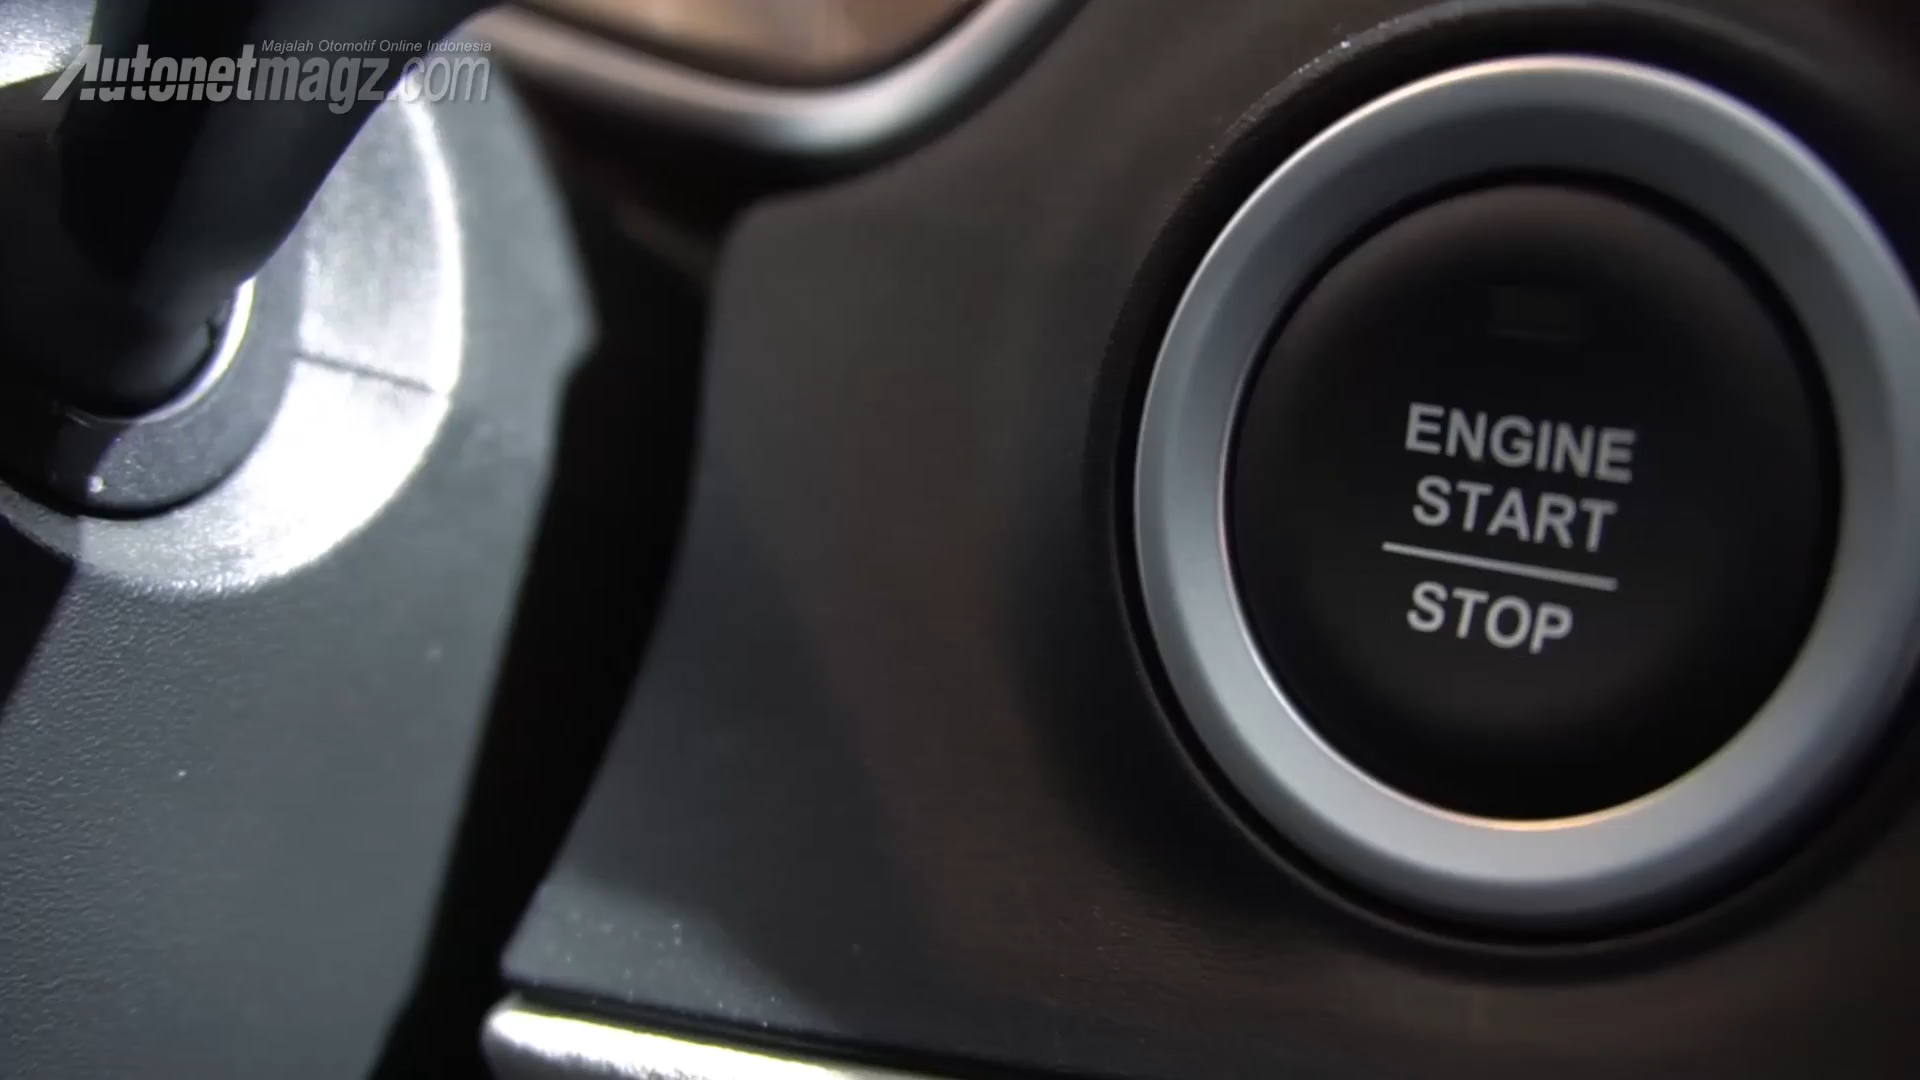 Majalah Otomotif Online Indonesia
Autonetmagz.com
ENGINE
START
STOP